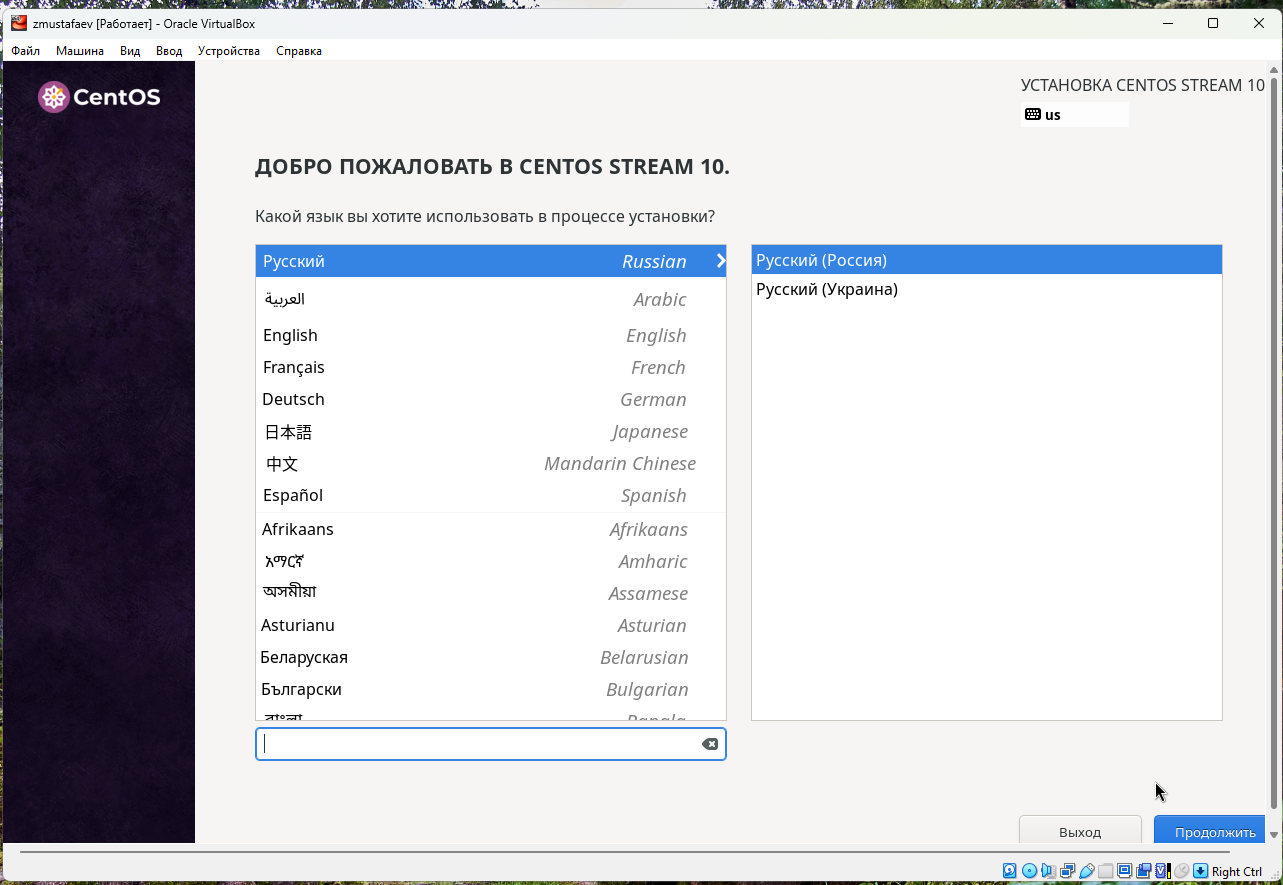 zmustafaev [Работает] - Oracle VirtualBox
Файл Машина Вид Ввод Устройства Справка
CentOS
УСТАНОВКА CENTOS STREAM 10
us
ДОБРО ПОЖАЛОВАТЬ В CENTOS STREAM 10.
Какой язык вы хотите использовать в процессе установки?
Русский Russian
العربية Arabic
English English
Français French
Deutsch German
日本語 Japanese
中文 Mandarin Chinese
Español Spanish
Afrikaans Afrikaans
አማርኛ Amharic
অসমীয়া Assamese
Asturianu Asturian
Беларуская Belarusian
Български Bulgarian
বাংলা Bangla
Русский (Россия)
Русский (Украина)
Выход Продолжить
Right Ctrl